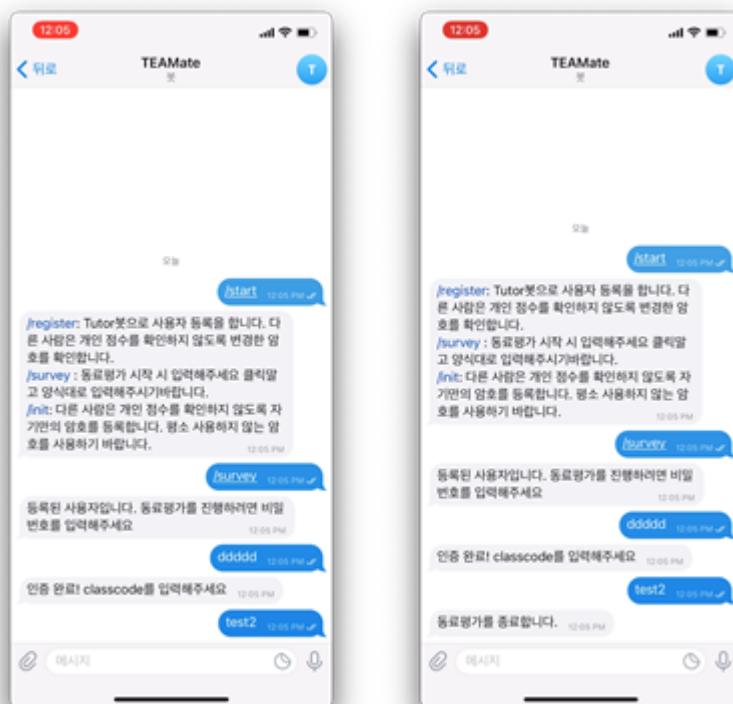 12:05
뒤로
TEAMate
봇
T
오늘
/start 12:05 PM
/register: Tutor봇으로 사용자 등록을 합니다. 다
른 사람은 개인 점수를 확인하지 않도록 변경한 암
호를 확인합니다.
/survey : 동료평가 시작 시 입력해주세요 클릭말
고 양식대로 입력해주시기바랍니다.
/init: 다른 사람은 개인 점수를 확인하지 않도록 자
기만의 암호를 등록합니다. 평소 사용하지 않는 암
호를 사용하기 바랍니다. 12:05 PM
/survey 12:05 PM
등록된 사용자입니다. 동료평가를 진행하려면 비밀
번호를 입력해주세요 12:05 PM
ddddd 12:05 PM
인증 완료! classcode를 입력해주세요 12:05 PM
test2 12:05 PM
메시지
12:05
뒤로
TEAMate
봇
T
오늘
/start 12:05 PM
/register: Tutor봇으로 사용자 등록을 합니다. 다
른 사람은 개인 점수를 확인하지 않도록 변경한 암
호를 확인합니다.
/survey : 동료평가 시작 시 입력해주세요 클릭말
고 양식대로 입력해주시기바랍니다.
/init: 다른 사람은 개인 점수를 확인하지 않도록 자
기만의 암호를 등록합니다. 평소 사용하지 않는 암
호를 사용하기 바랍니다. 12:05 PM
/survey 12:05 PM
등록된 사용자입니다. 동료평가를 진행하려면 비밀
번호를 입력해주세요 12:05 PM
ddddd 12:05 PM
인증 완료! classcode를 입력해주세요 12:05 PM
test2 12:05 PM
동료평가를 종료합니다. 12:05 PM
메시지